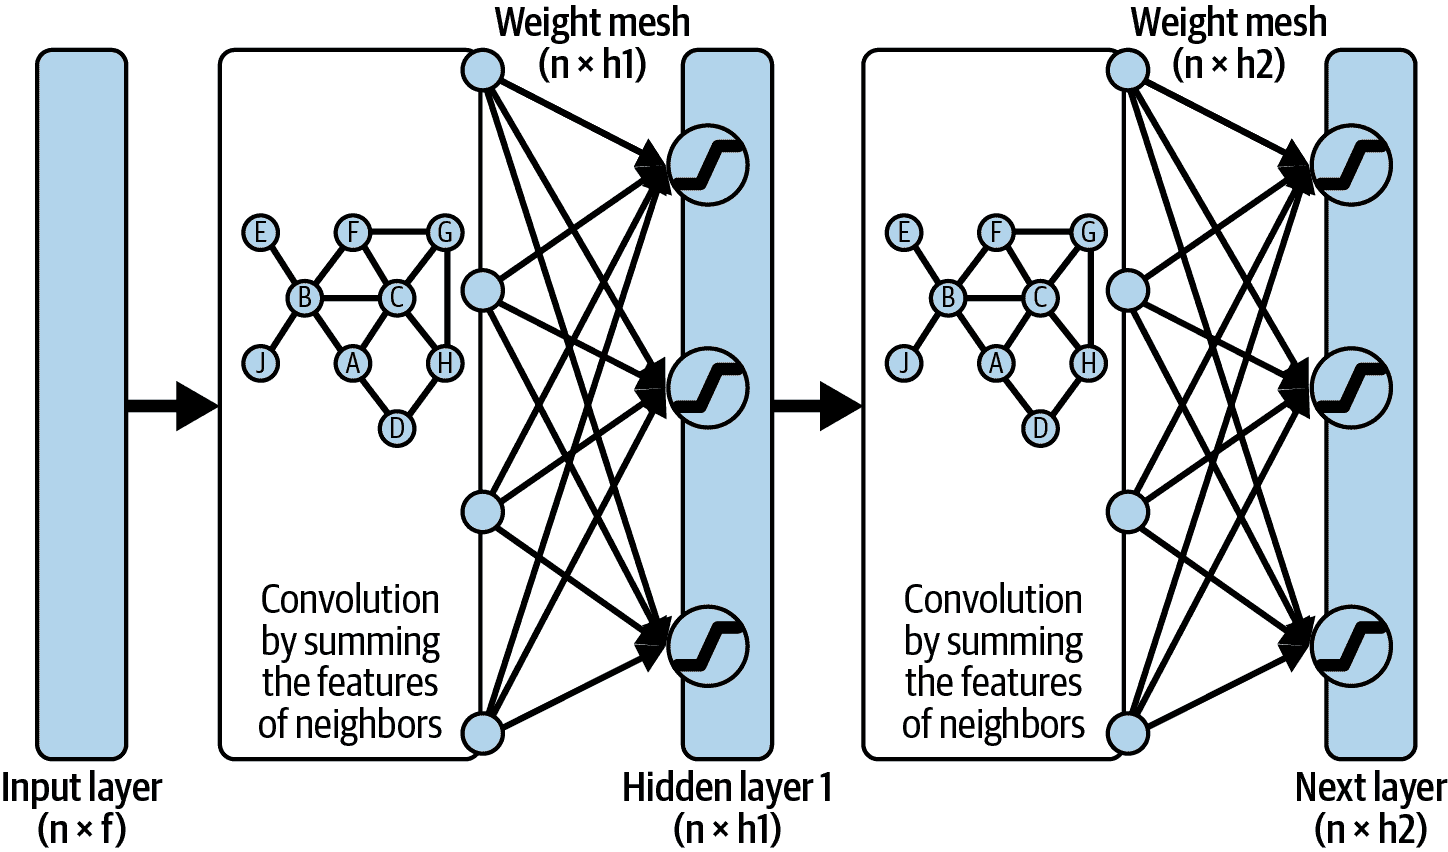 Weight mesh
(n × h1)
Weight mesh
(n × h2)
E
F
G
B
C
J
A
H
D
Convolution
by summing
the features
of neighbors
E
F
G
B
C
J
A
H
D
Convolution
by summing
the features
of neighbors
Input layer
(n × f)
Hidden layer 1
(n × h1)
Next layer
(n × h2)